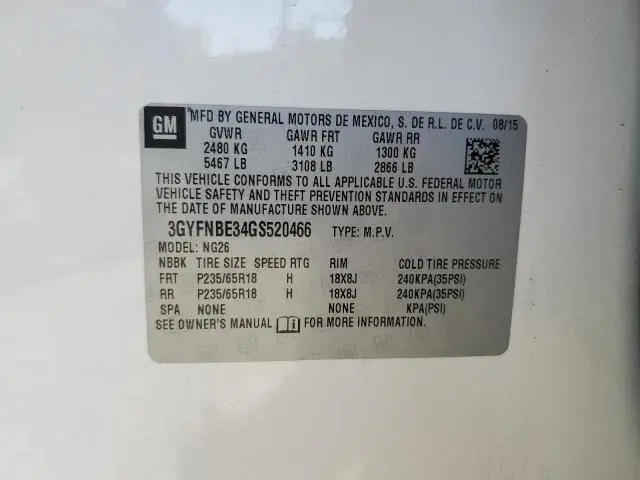 GM MFD BY GENERAL MOTORS DE MEXICO, S. DE R.L. DE C.V. 08/15
GVWR GAWR FRT GAWR RR
2480 KG 1410 KG 1300 KG
5467 LB 3108 LB 2866 LB
THIS VEHICLE CONFORMS TO ALL APPLICABLE U.S. FEDERAL MOTOR
VEHICLE SAFETY AND THEFT PREVENTION STANDARDS IN EFFECT ON
THE DATE OF MANUFACTURE SHOWN ABOVE.
3GYFNBE34GS520466 TYPE: M.P.V.
MODEL: NG26
NBBK TIRE SIZE SPEED RTG RIM COLD TIRE PRESSURE
FRT P235/65R18 H 18X8J 240KPA(35PSI)
RR P235/65R18 H 18X8J 240KPA(35PSI)
SPA NONE NONE KPA(PSI)
SEE OWNER'S MANUAL i FOR MORE INFORMATION.